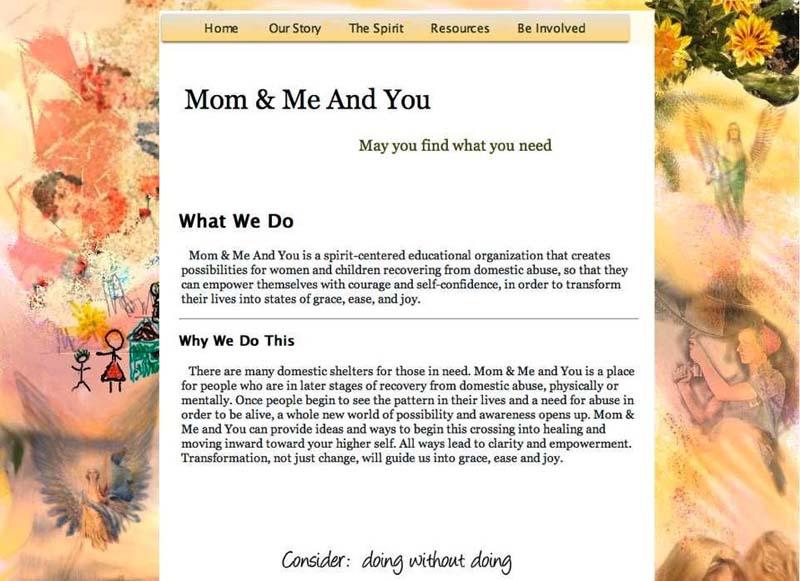 Home Our Story The Spirit Resources Be Involved
Mom & Me And You
May you find what you need
What We Do
Mom & Me And You is a spirit-centered educational organization that creates
possibilities for women and children recovering from domestic abuse, so that they
can empower themselves with courage and self-confidence, in order to transform
their lives into states of grace, ease, and joy.
Why We Do This
There are many domestic shelters for those in need. Mom & Me and You is a place
for people who are in later stages of recovery from domestic abuse, physically or
mentally. Once people begin to see the pattern in their lives and a need for abuse in
order to be alive, a whole new world of possibility and awareness opens up. Mom &
Me and You can provide ideas and ways to begin this crossing into healing and
moving inward toward your higher self. All ways lead to clarity and empowerment.
Transformation, not just change, will guide us into grace, ease and joy.
Consider: doing without doing